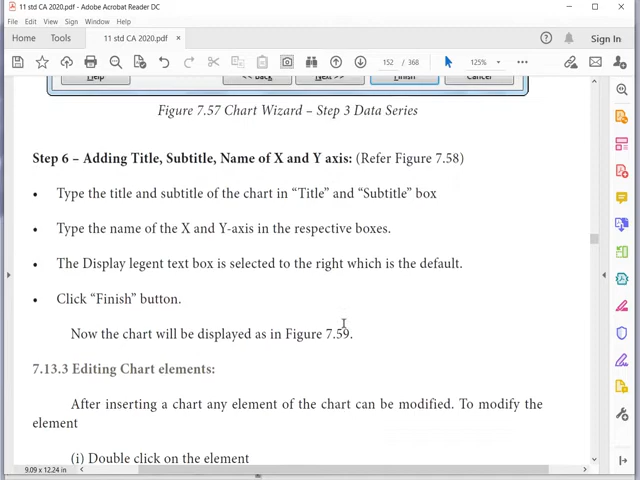 11 std CA 2020.pdf - Adobe Acrobat Reader DC
File Edit View Sign Window Help
Home Tools 11 std CA 2020.pdf × Sign In
152 / 368 125%
Help << Back Next >> Finish Cancel
Figure 7.57 Chart Wizard – Step 3 Data Series
Step 6 – Adding Title, Subtitle, Name of X and Y axis: (Refer Figure 7.58)
• Type the title and subtitle of the chart in “Title” and “Subtitle” box
• Type the name of the X and Y-axis in the respective boxes.
• The Display legent text box is selected to the right which is the default.
• Click “Finish” button.
Now the chart will be displayed as in Figure 7.59.
7.13.3 Editing Chart elements:
After inserting a chart any element of the chart can be modified. To modify the
element
(i) Double click on the element
9.09 x 12.24 in